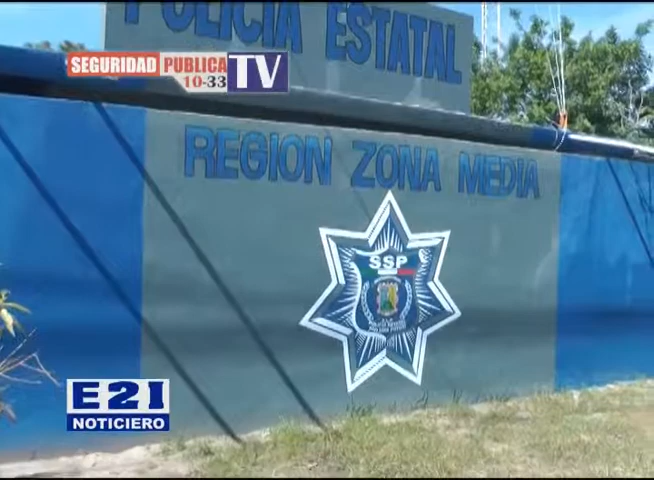 POLICIA ESTATAL
SEGURIDAD PUBLICA
10-33 TV
REGION ZONA MEDIA
SSP
E21
NOTICIERO